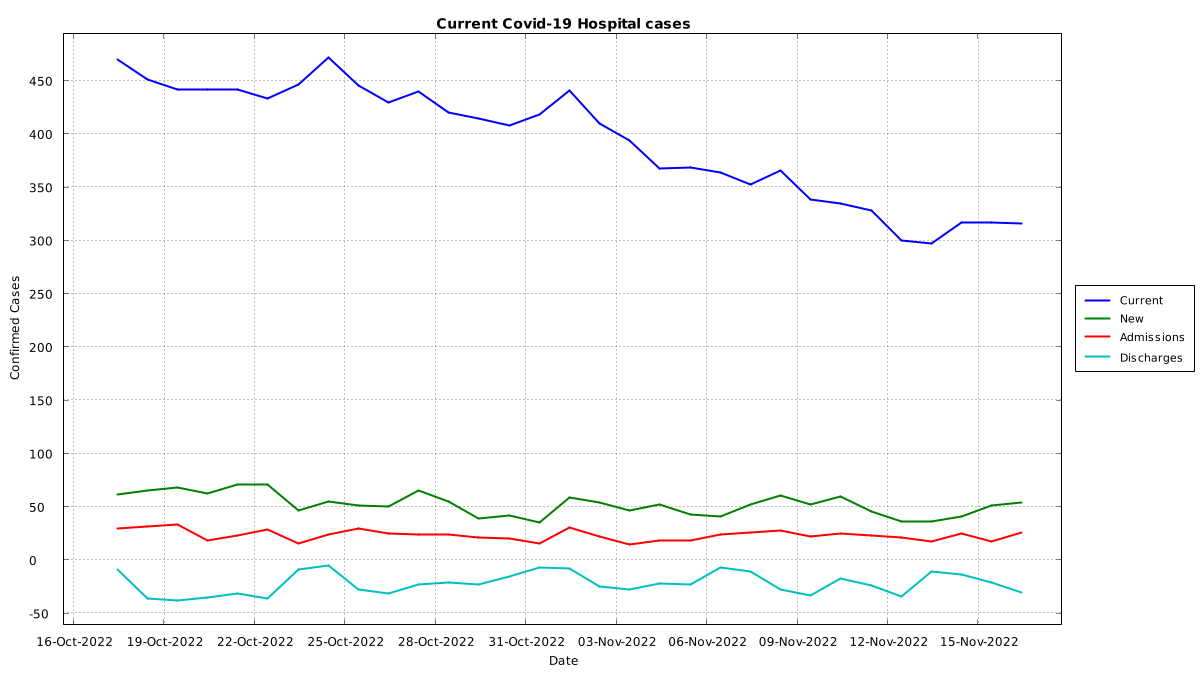 Current Covid-19 Hospital cases
Confirmed Cases
450
400
350
300
250
200
150
100
50
0
-50
16-Oct-2022 19-Oct-2022 22-Oct-2022 25-Oct-2022 28-Oct-2022 31-Oct-2022 03-Nov-2022 06-Nov-2022 09-Nov-2022 12-Nov-2022 15-Nov-2022
Date
Current
New
Admissions
Discharges